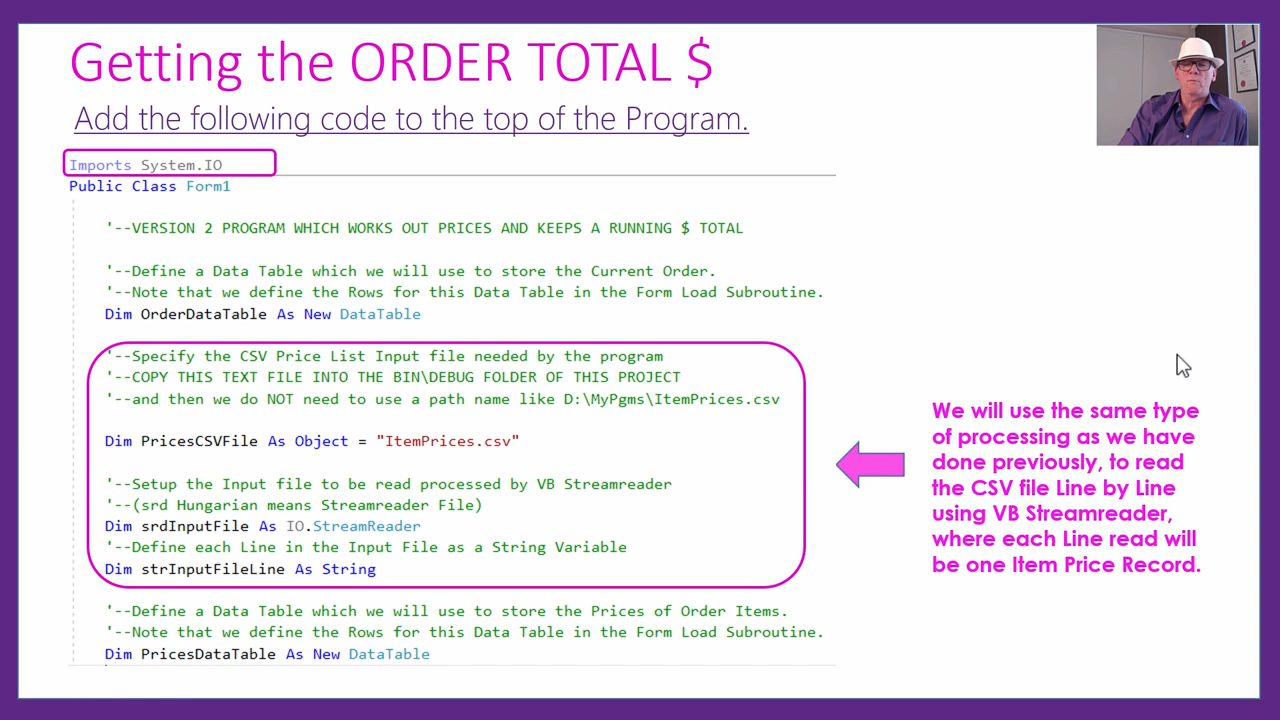 Getting the ORDER TOTAL $
Add the following code to the top of the Program.
Imports System.IO
Public Class Form1
'--VERSION 2 PROGRAM WHICH WORKS OUT PRICES AND KEEPS A RUNNING $ TOTAL
'--Define a Data Table which we will use to store the Current Order.
'--Note that we define the Rows for this Data Table in the Form Load Subroutine.
Dim OrderDataTable As New DataTable
'--Specify the CSV Price List Input file needed by the program
'--COPY THIS TEXT FILE INTO THE BIN\DEBUG FOLDER OF THIS PROJECT
'--and then we do NOT need to use a path name like D:\MyPgms\ItemPrices.csv
Dim PricesCSVFile As Object = "ItemPrices.csv"
'--Setup the Input file to be read processed by VB Streamreader
'--(srd Hungarian means Streamreader File)
Dim srdInputFile As IO.StreamReader
'--Define each Line in the Input File as a String Variable
Dim strInputFileLine As String
'--Define a Data Table which we will use to store the Prices of Order Items.
'--Note that we define the Rows for this Data Table in the Form Load Subroutine.
Dim PricesDataTable As New DataTable
We will use the same type
of processing as we have
done previously, to read
the CSV file Line by Line
using VB Streamreader,
where each Line read will
be one Item Price Record.